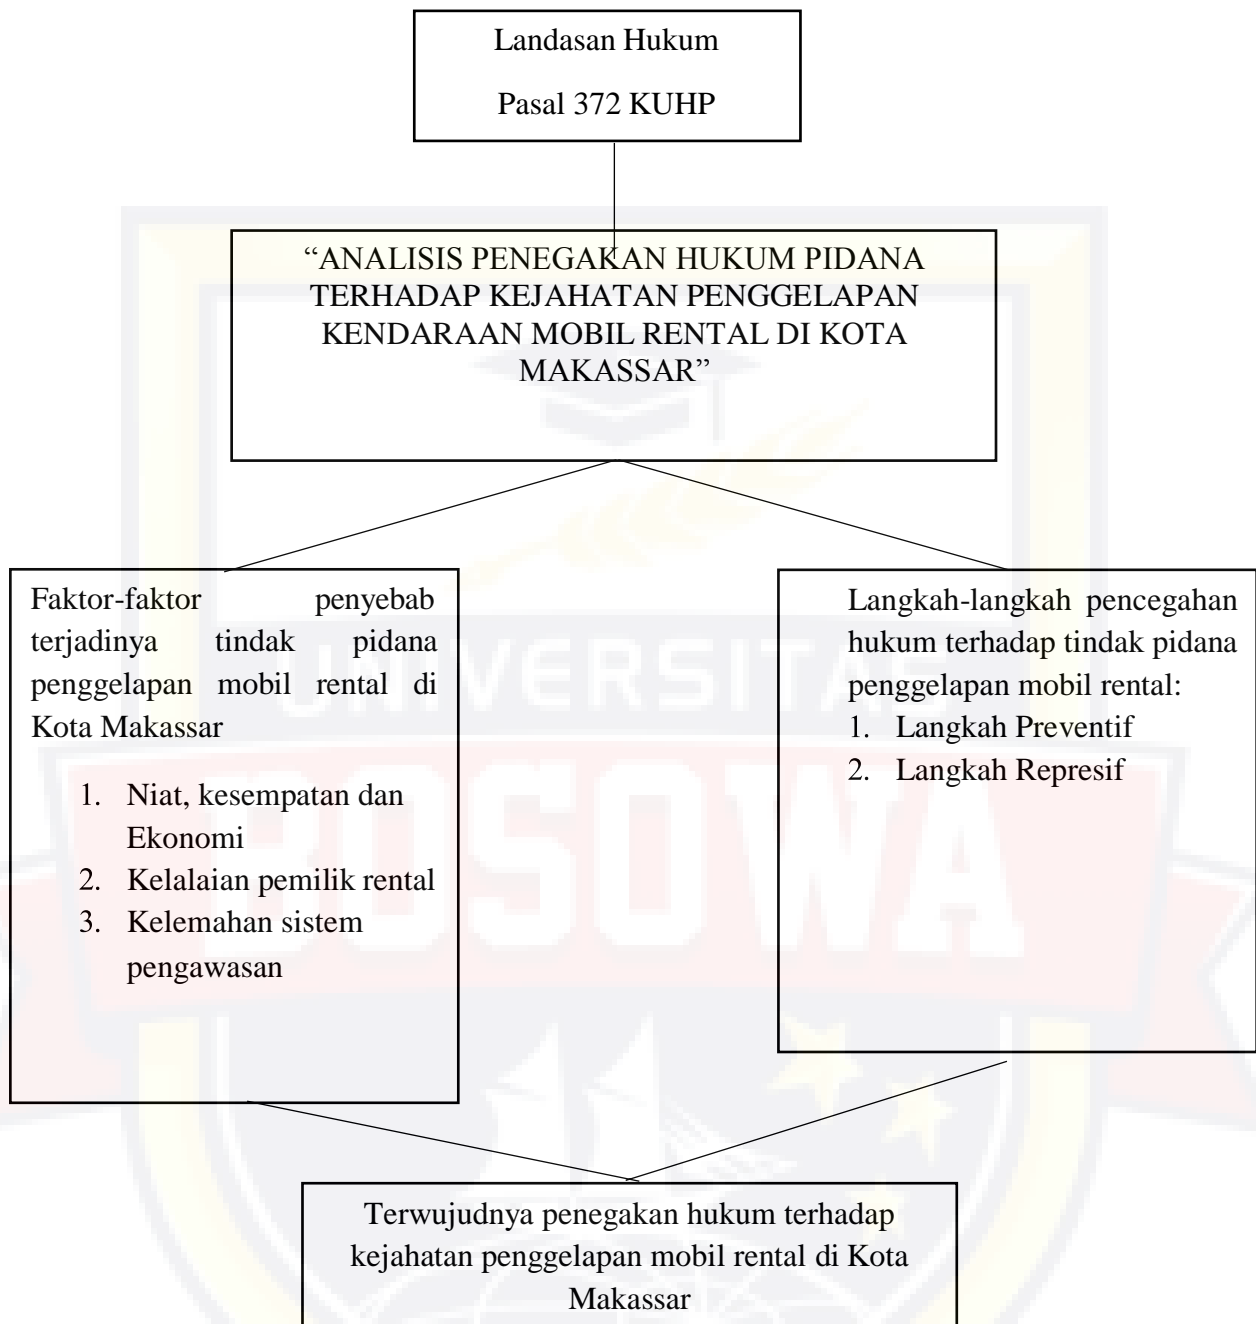 Landasan Hukum
Pasal 372 KUHP
“ANALISIS PENEGAKAN HUKUM PIDANA
TERHADAP KEJAHATAN PENGGELAPAN
KENDARAAN MOBIL RENTAL DI KOTA
MAKASSAR”
Faktor-faktor penyebab
terjadinya tindak pidana
penggelapan mobil rental di
Kota Makassar
1. Niat, kesempatan dan
Ekonomi
2. Kelalaian pemilik rental
3. Kelemahan sistem
pengawasan
Langkah-langkah pencegahan
hukum terhadap tindak pidana
penggelapan mobil rental:
1. Langkah Preventif
2. Langkah Represif
UNIVERSITAS
BOSOWA
Terwujudnya penegakan hukum terhadap
kejahatan penggelapan mobil rental di Kota
Makassar